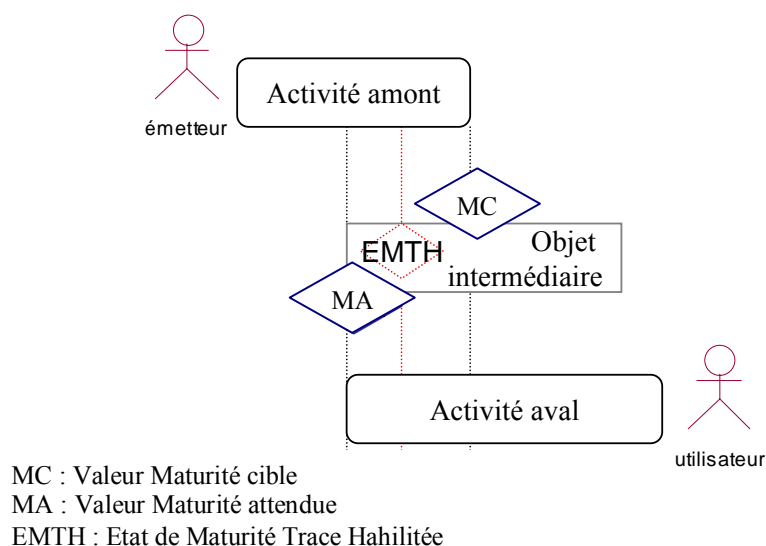 Activité amont
émetteur
MC
EMTH
Objet
intermédiaire
MA
Activité aval
utilisateur
MC : Valeur Maturité cible
MA : Valeur Maturité attendue
EMTH : Etat de Maturité Trace Hahilitée